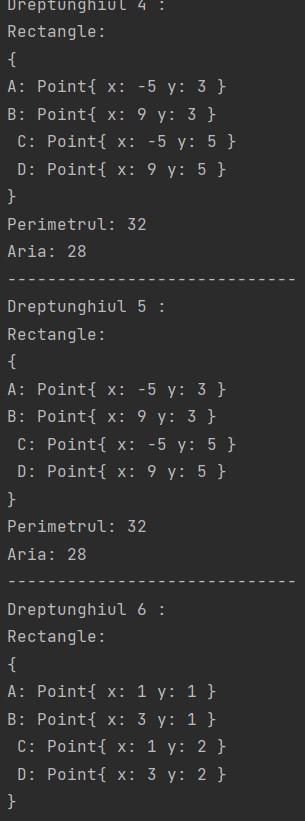 Dreptunghiul 4 :
Rectangle:
{
A: Point{ x: -5 y: 3 }
B: Point{ x: 9 y: 3 }
 C: Point{ x: -5 y: 5 }
 D: Point{ x: 9 y: 5 }
}
Perimetrul: 32
Aria: 28
-----------------------------
Dreptunghiul 5 :
Rectangle:
{
A: Point{ x: -5 y: 3 }
B: Point{ x: 9 y: 3 }
 C: Point{ x: -5 y: 5 }
 D: Point{ x: 9 y: 5 }
}
Perimetrul: 32
Aria: 28
-----------------------------
Dreptunghiul 6 :
Rectangle:
{
A: Point{ x: 1 y: 1 }
B: Point{ x: 3 y: 1 }
 C: Point{ x: 1 y: 2 }
 D: Point{ x: 3 y: 2 }
}